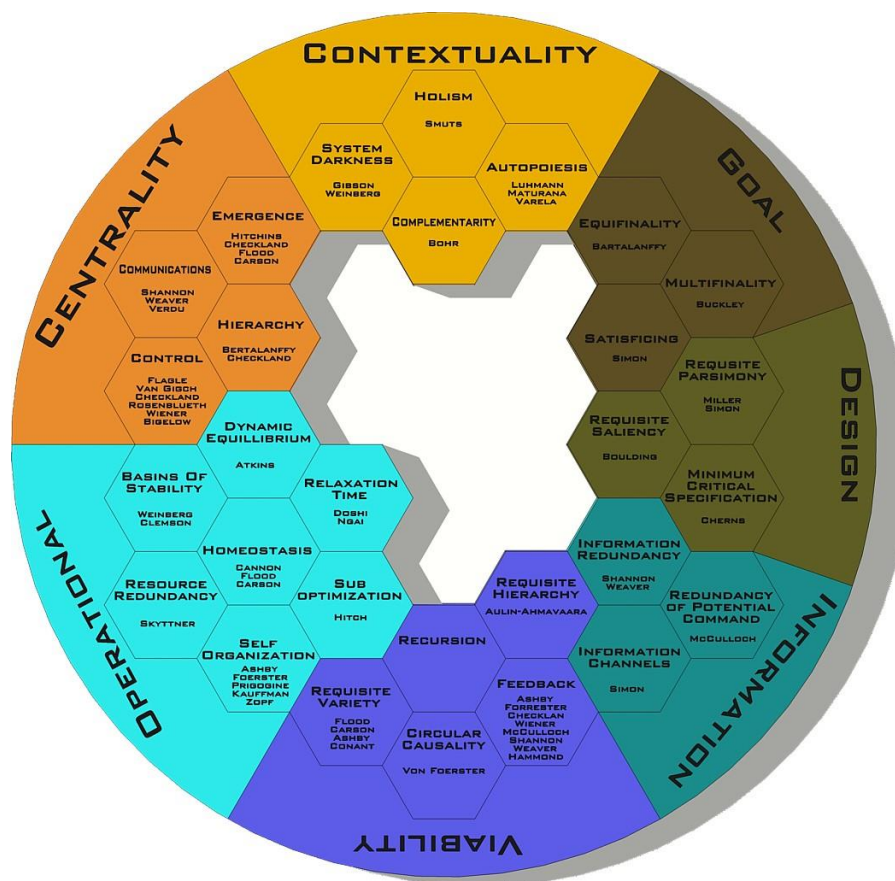 CONTEXTUALITY
HOLISM
SMUTS
SYSTEM
DARKNESS
GIBSON
WEINBERG
AUTOPOIESIS
LUHMANN
MATURANA
VARELA
COMPLEMENTARITY
BOHR
GOAL
EQUIFINALITY
BARTALANFFY
MULTIFINALITY
BUCKLEY
SATISFICING
SIMON
DESIGN
REQUSITE
PARSIMONY
MILLER
SIMON
REQUISITE
SALIENCY
BOULDING
MINIMUM
CRITICAL
SPECIFICATION
CHERNS
INFORMATION
INFORMATION
REDUNDANCY
SHANNON
WEAVER
REDUNDANCY
OF POTENTIAL
COMMAND
MCCULLOCH
INFORMATION
CHANNELS
SIMON
VIABILITY
REQUISITE
HIERARCHY
AULIN-AHMAVAARA
RECURSION
FEEDBACK
ASHBY
FORRESTER
CHECKLAN
WIENER
MCCULLOCH
SHANNON
WEAVER
HAMMOND
REQUISITE
VARIETY
FLOOD
CARSON
ASHBY
CONANT
CIRCULAR
CAUSALITY
VON FOERSTER
OPERATIONAL
DYNAMIC
EQUILLIBRIUM
ATKINS
BASINS OF
STABILITY
WEINBERG
CLEMSON
RELAXATION
TIME
DOSHI
NGAI
HOMEOSTASIS
CANNON
FLOOD
CARSON
RESOURCE
REDUNDANCY
SKYTTNER
SUB
OPTIMIZATION
HITCH
SELF
ORGANIZATION
ASHBY
FOERSTER
PRIGOGINE
KAUFFMAN
ZOPF
CENTRALITY
EMERGENCE
HITCHINS
CHECKLAND
FLOOD
CARSON
COMMUNICATIONS
SHANNON
WEAVER
VERDU
HIERARCHY
BERTALANFFY
CHECKLAND
CONTROL
FLAGLE
VAN GIGCH
CHECKLAND
ROSENBLUETH
WIENER
BIGELOW